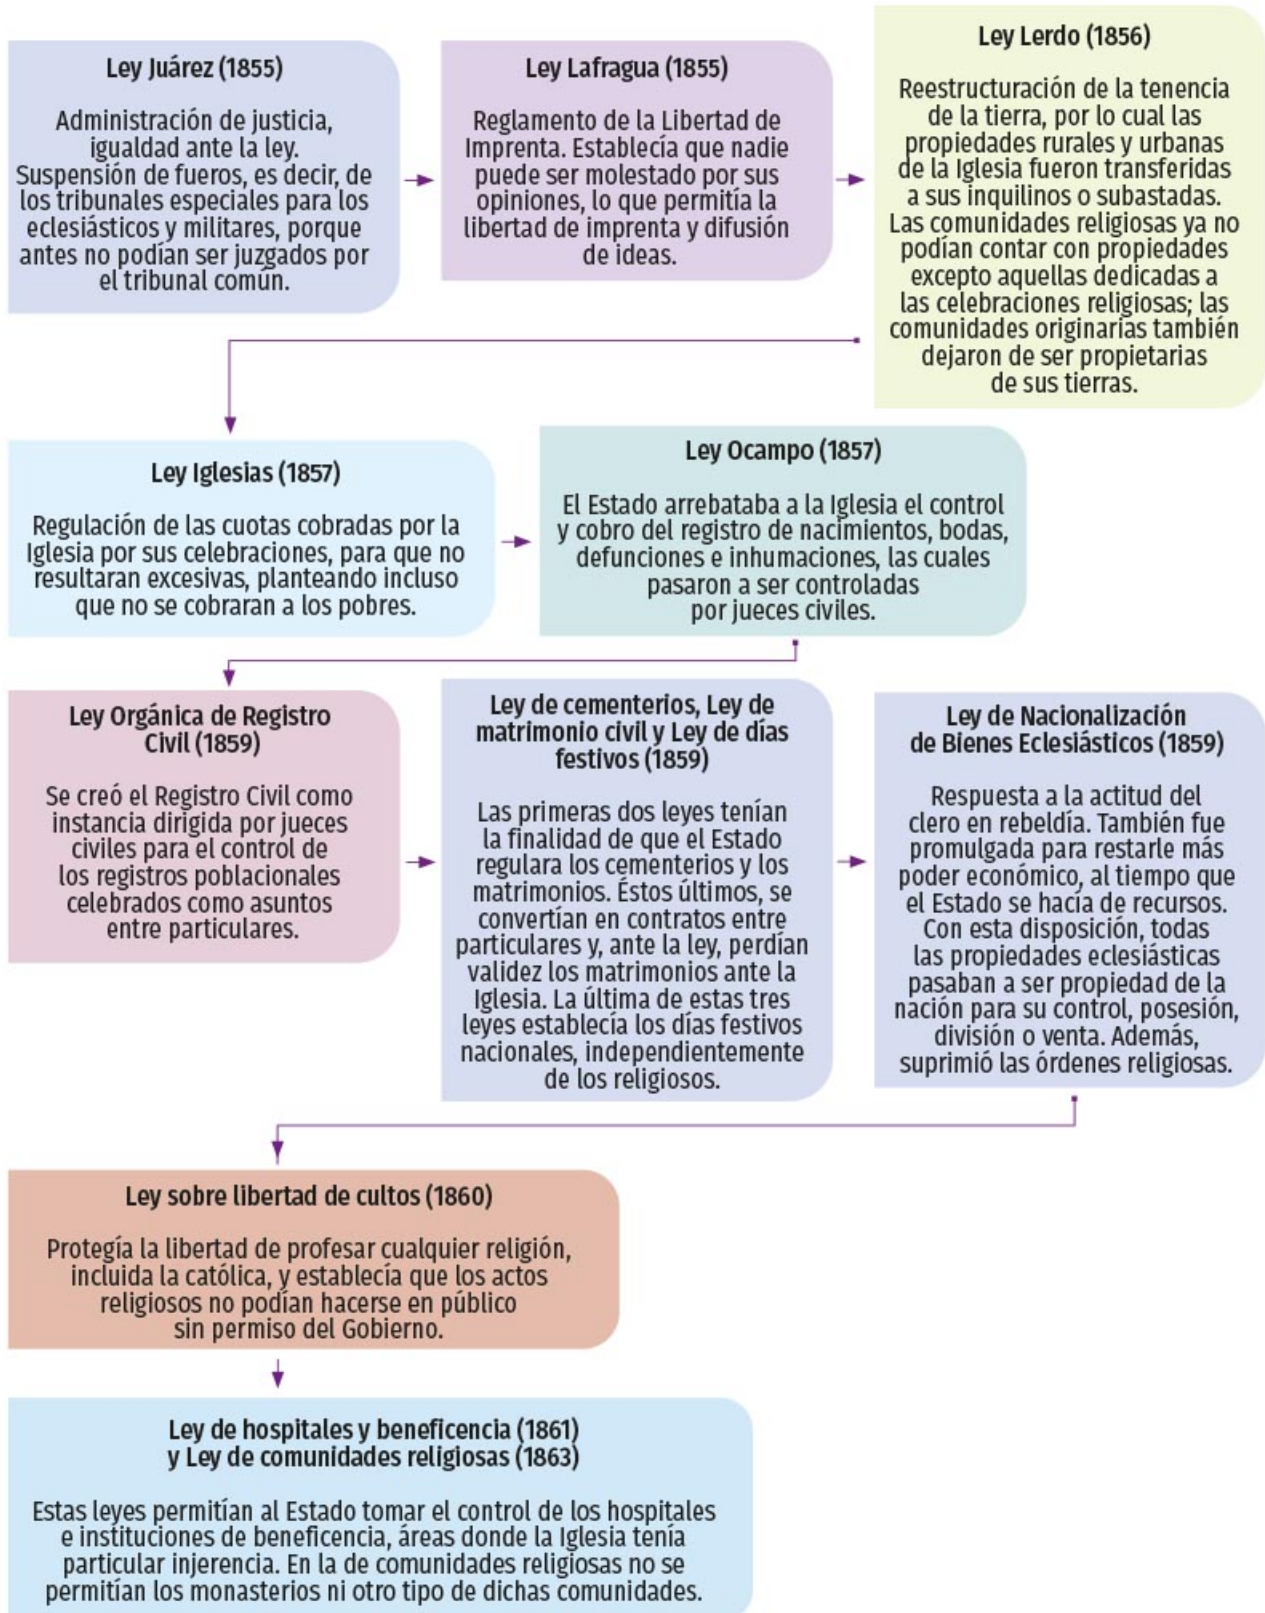 Ley Juárez (1855)
Administración de justicia,
igualdad ante la ley.
Suspensión de fueros, es decir, de
los tribunales especiales para los
eclesiásticos y militares, porque
antes no podían ser juzgados por
el tribunal común.
Ley Lafragua (1855)
Reglamento de la Libertad de
Imprenta. Establecía que nadie
puede ser molestado por sus
opiniones, lo que permitía la
libertad de imprenta y difusión
de ideas.
Ley Lerdo (1856)
Reestructuración de la tenencia
de la tierra, por lo cual las
propiedades rurales y urbanas
de la Iglesia fueron transferidas
a sus inquilinos o subastadas.
Las comunidades religiosas ya no
podían contar con propiedades
excepto aquellas dedicadas a
las celebraciones religiosas; las
comunidades originarias también
dejaron de ser propietarias
de sus tierras.
Ley Iglesias (1857)
Regulación de las cuotas cobradas por la
Iglesia por sus celebraciones, para que no
resultaran excesivas, planteando incluso
que no se cobraran a los pobres.
Ley Ocampo (1857)
El Estado arrebataba a la Iglesia el control
y cobro del registro de nacimientos, bodas,
defunciones e inhumaciones, las cuales
pasaron a ser controladas
por jueces civiles.
Ley Orgánica de Registro
Civil (1859)
Se creó el Registro Civil como
instancia dirigida por jueces
civiles para el control de
los registros poblacionales
celebrados como asuntos
entre particulares.
Ley de cementerios, Ley de
matrimonio civil y Ley de días
festivos (1859)
Las primeras dos leyes tenían
la finalidad de que el Estado
regulara los cementerios y los
matrimonios. Éstos últimos, se
convertían en contratos entre
particulares y, ante la ley, perdían
validez los matrimonios ante la
Iglesia. La última de estas tres
leyes establecía los días festivos
nacionales, independientemente
de los religiosos.
Ley de Nacionalización
de Bienes Eclesiásticos (1859)
Respuesta a la actitud del
clero en rebeldía. También fue
promulgada para restarle más
poder económico, al tiempo que
el Estado se hacía de recursos.
Con esta disposición, todas
las propiedades eclesiásticas
pasaban a ser propiedad de la
nación para su control, posesión,
división o venta. Además,
suprimió las órdenes religiosas.
Ley sobre libertad de cultos (1860)
Protegía la libertad de profesar cualquier religión,
incluida la católica, y establecía que los actos
religiosos no podían hacerse en público
sin permiso del Gobierno.
Ley de hospitales y beneficencia (1861)
y Ley de comunidades religiosas (1863)
Estas leyes permitían al Estado tomar el control de los hospitales
e instituciones de beneficencia, áreas donde la Iglesia tenía
particular injerencia. En la de comunidades religiosas no se
permitían los monasterios ni otro tipo de dichas comunidades.